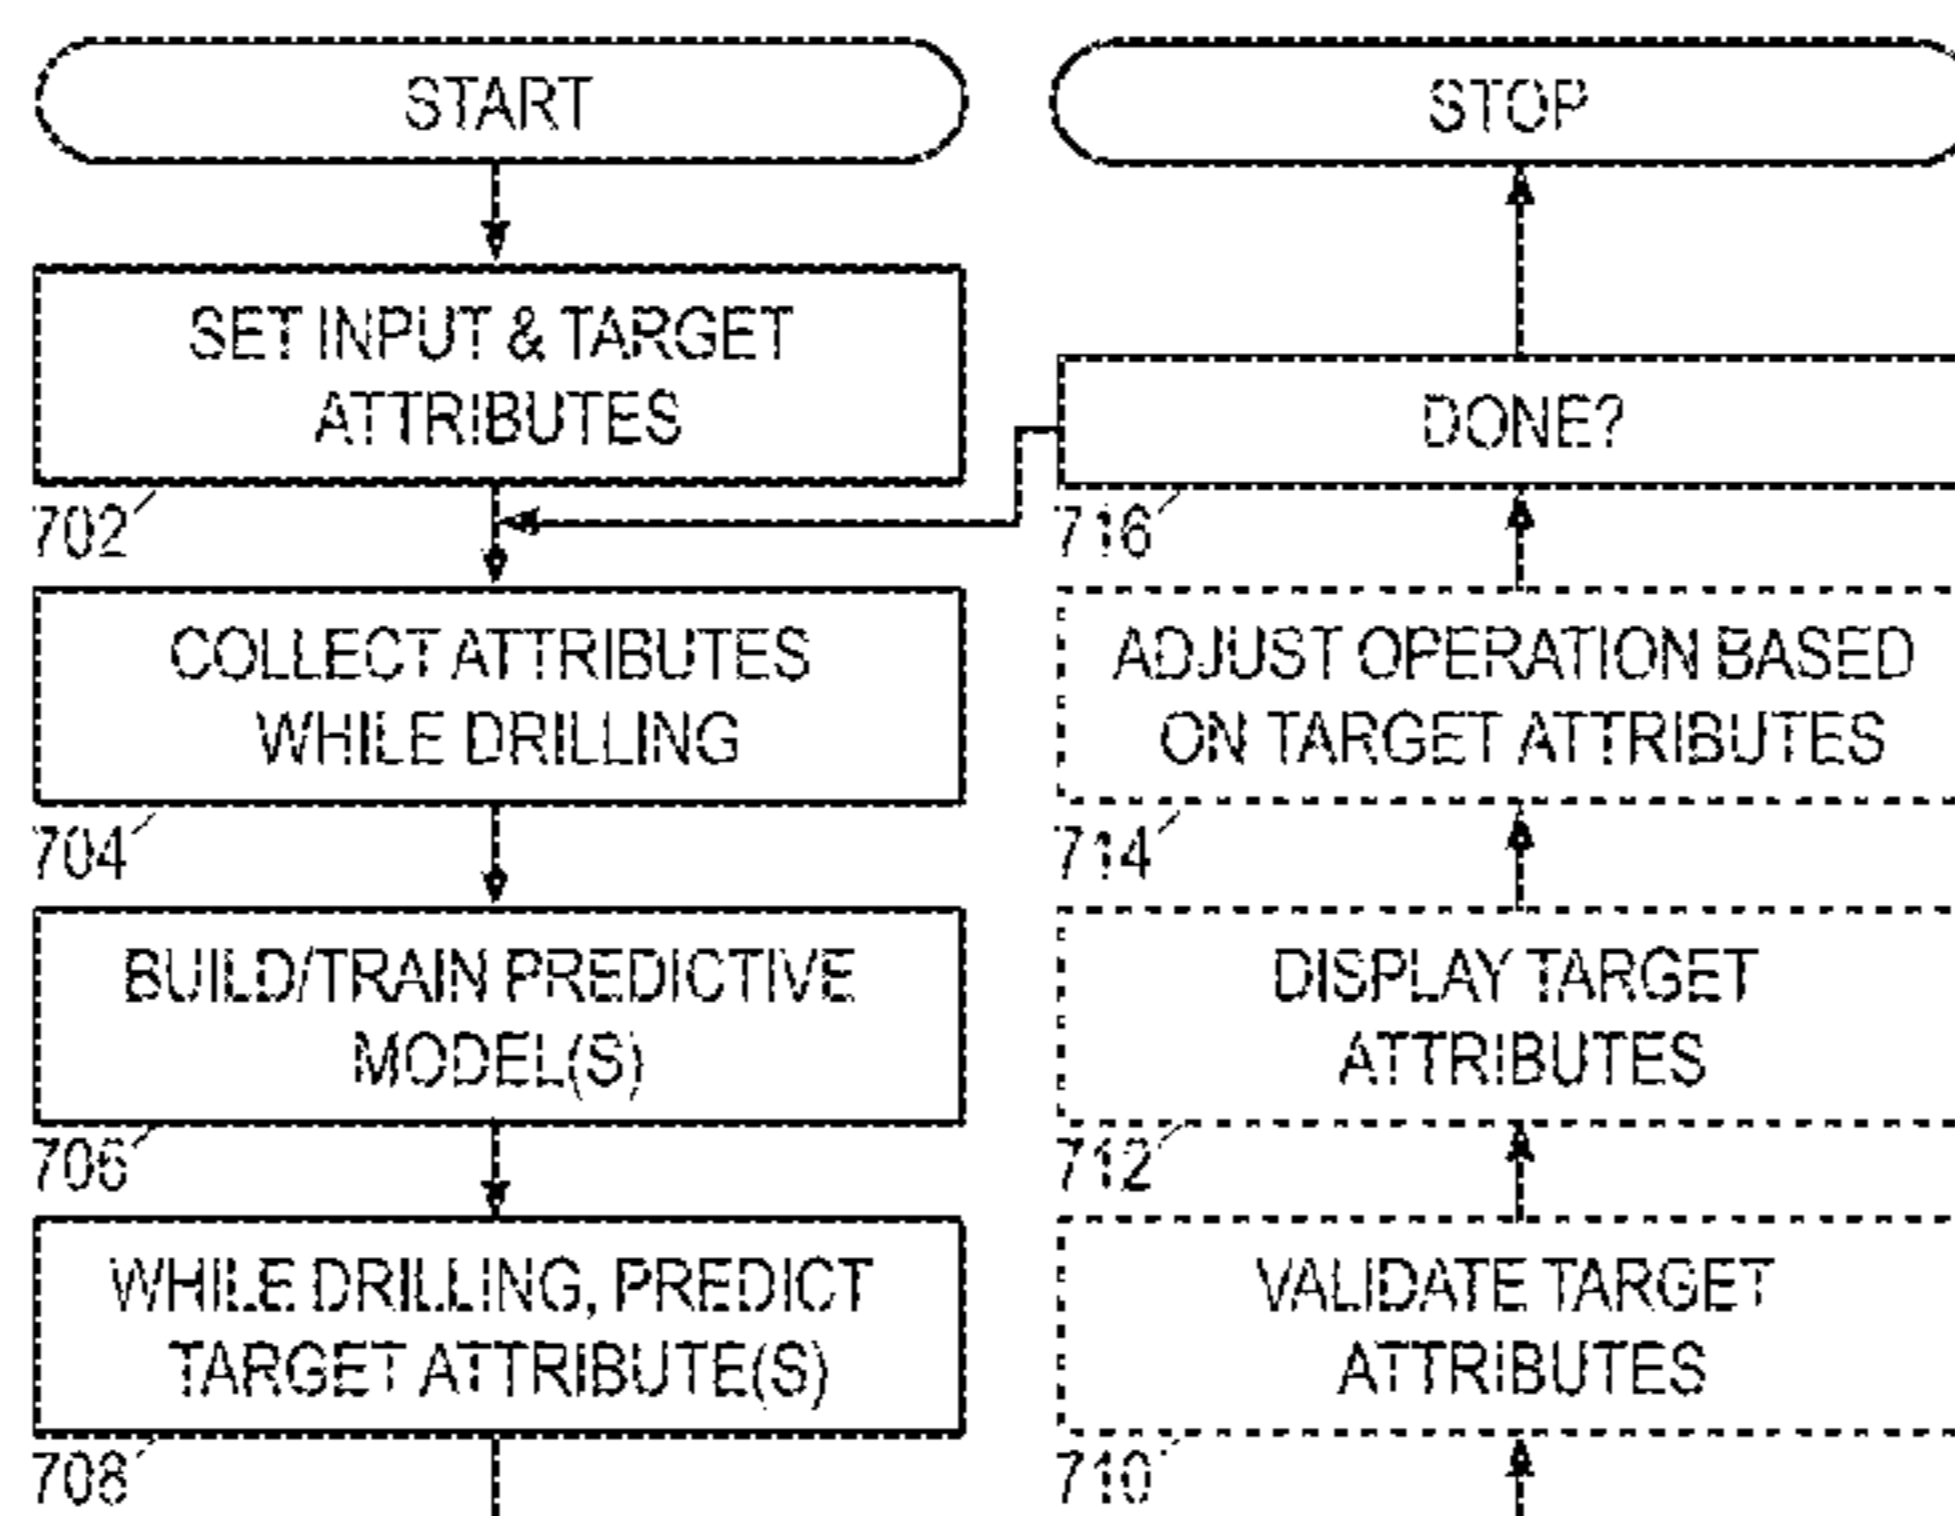 START
SET INPUT & TARGET
ATTRIBUTES
702
COLLECT ATTRIBUTES
WHILE DRILLING
704
BUILD/TRAIN PREDICTIVE
MODEL(S)
706
WHILE DRILLING, PREDICT
TARGET ATTRIBUTE(S)
708
STOP
DONE?
716
ADJUST OPERATION BASED
ON TARGET ATTRIBUTES
714
DISPLAY TARGET
ATTRIBUTES
712
VALIDATE TARGET
ATTRIBUTES
710